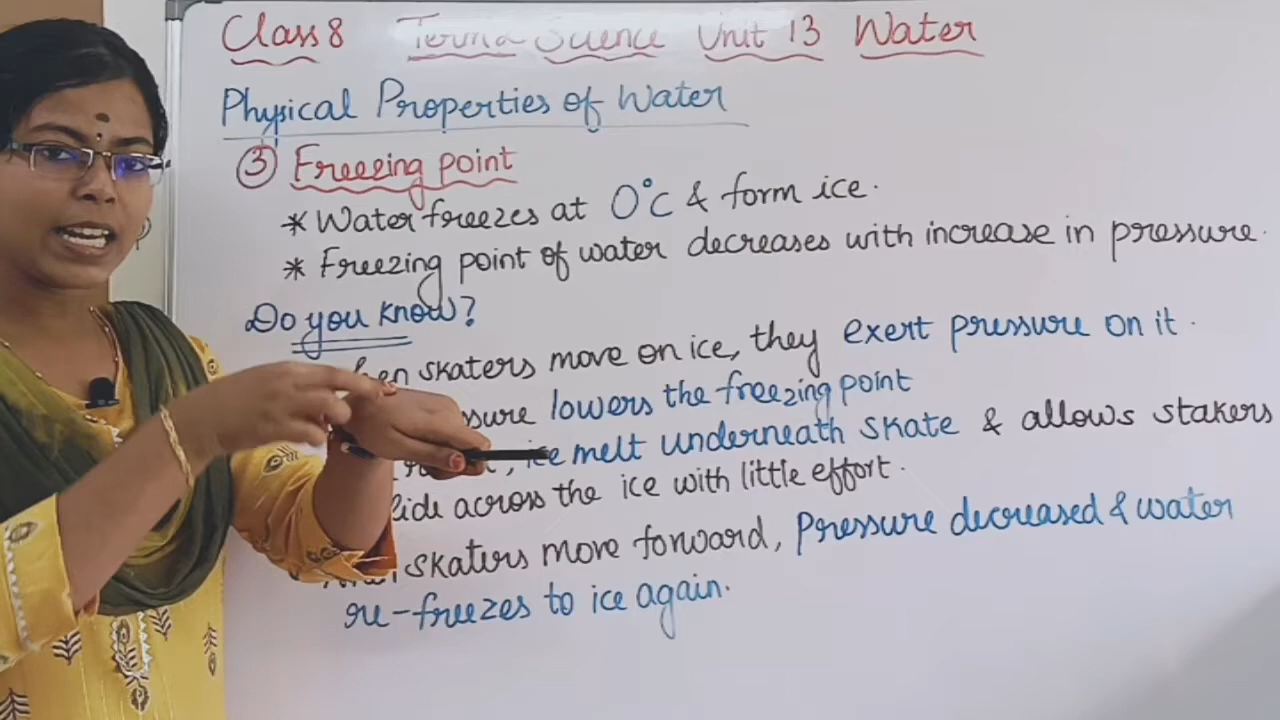 Class 8 Science Unit 13 Water
Physical Properties of Water
③ Freezing point
* Water freezes at 0°C & form ice.
* Freezing point of water decreases with increase in pressure.
Do you know?
skaters move on ice, they exert pressure on it.
lowers the freezing point
ice melt underneath skate & allows stakers
across the ice with little effort.
skaters move forward, Pressure decreased & water
re-freezes to ice again.